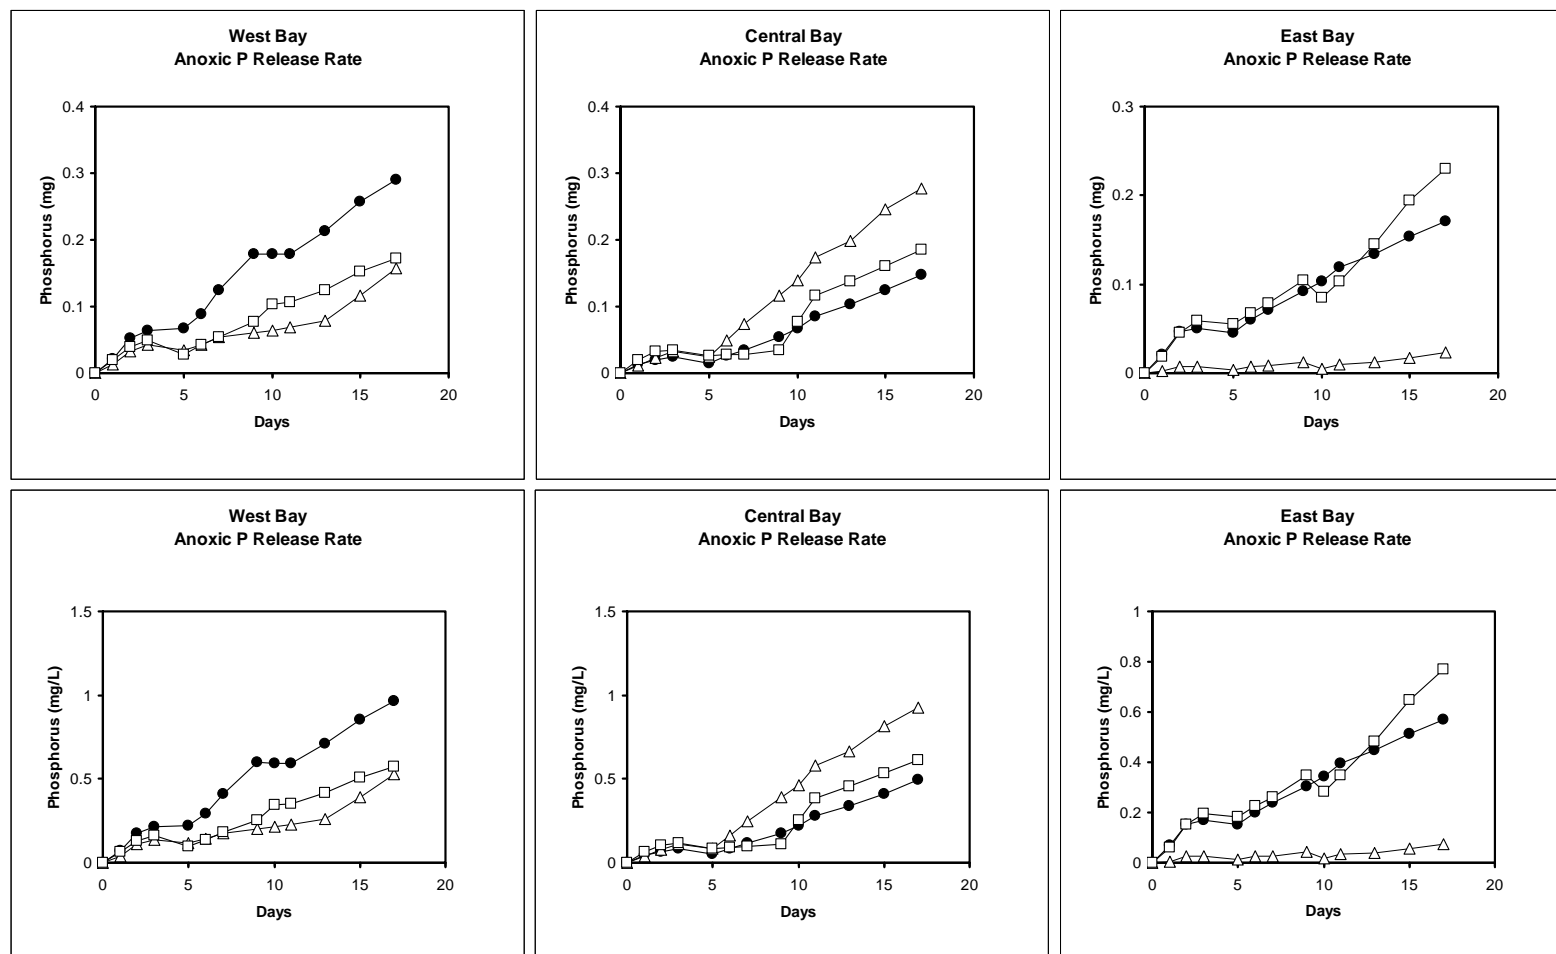 West Bay
Anoxic P Release Rate
0.4
0.3
0.2
0.1
0
0 5 10 15 20
Phosphorus (mg)
Days
Central Bay
Anoxic P Release Rate
0.4
0.3
0.2
0.1
0
0 5 10 15 20
Phosphorus (mg)
Days
East Bay
Anoxic P Release Rate
0.3
0.2
0.1
0
0 5 10 15 20
Phosphorus (mg)
Days
West Bay
Anoxic P Release Rate
1.5
1
0.5
0
0 5 10 15 20
Phosphorus (mg/L)
Days
Central Bay
Anoxic P Release Rate
1.5
1
0.5
0
0 5 10 15 20
Phosphorus (mg/L)
Days
East Bay
Anoxic P Release Rate
1
0.8
0.6
0.4
0.2
0
0 5 10 15 20
Phosphorus (mg/L)
Days